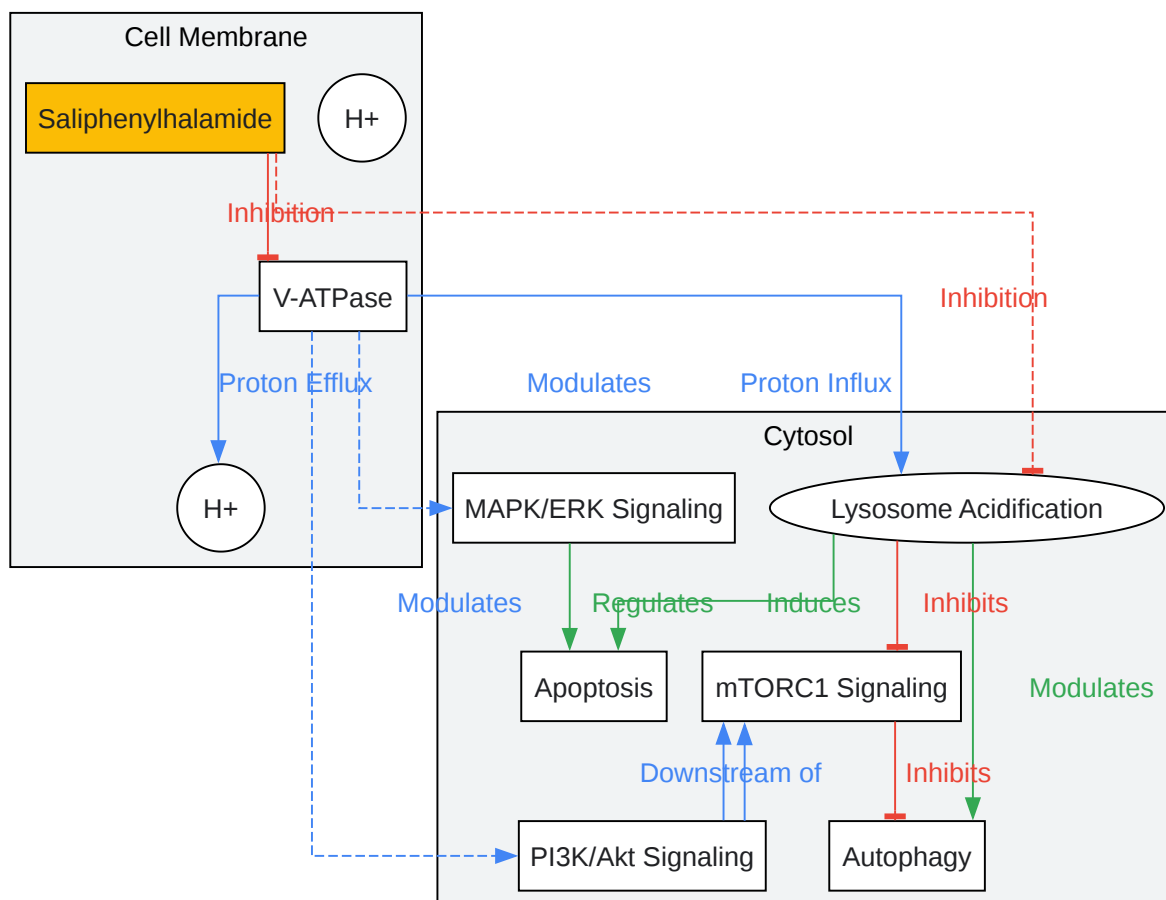 Cell Membrane
Saliphenylhalamide
H+
Inhibition
V-ATPase
Inhibition
Proton Efflux
Modulates
Proton Influx
Cytosol
H+
MAPK/ERK Signaling
Lysosome Acidification
Modulates
Regulates
Induces
Inhibits
Apoptosis
mTORC1 Signaling
Modulates
Downstream of
Inhibits
PI3K/Akt Signaling
Autophagy